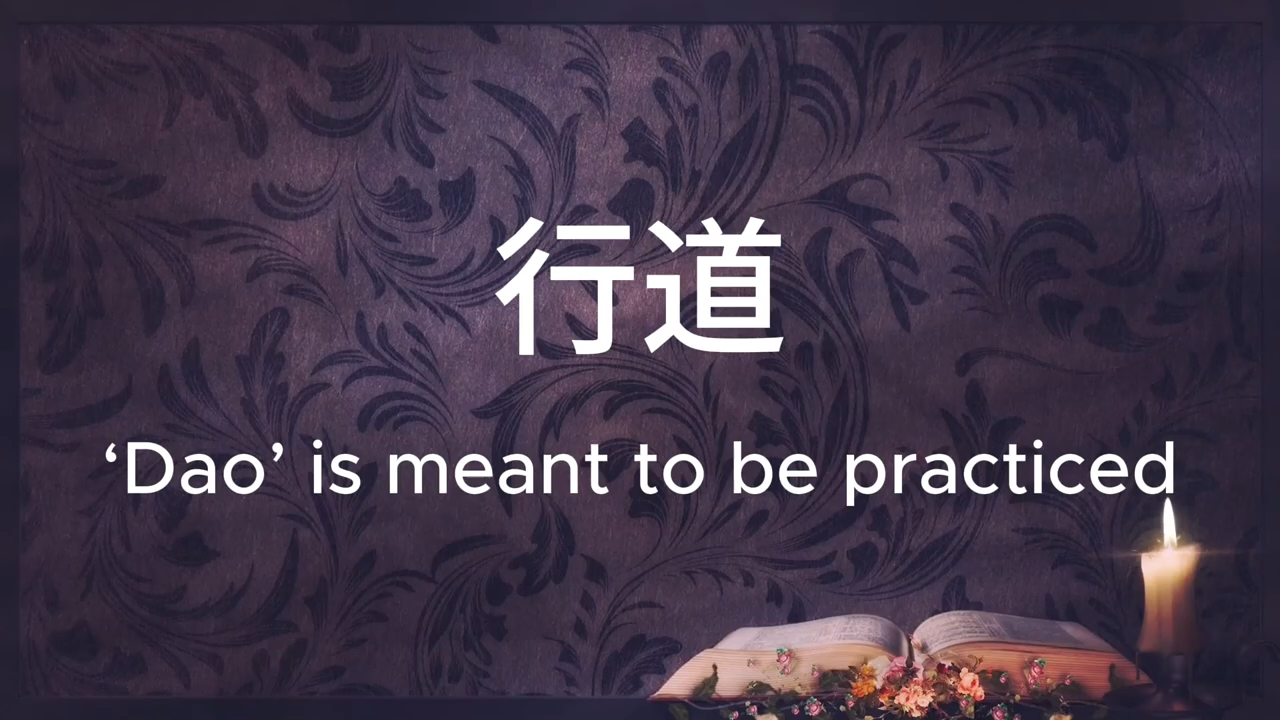 行道
‘Dao’ is meant to be practiced